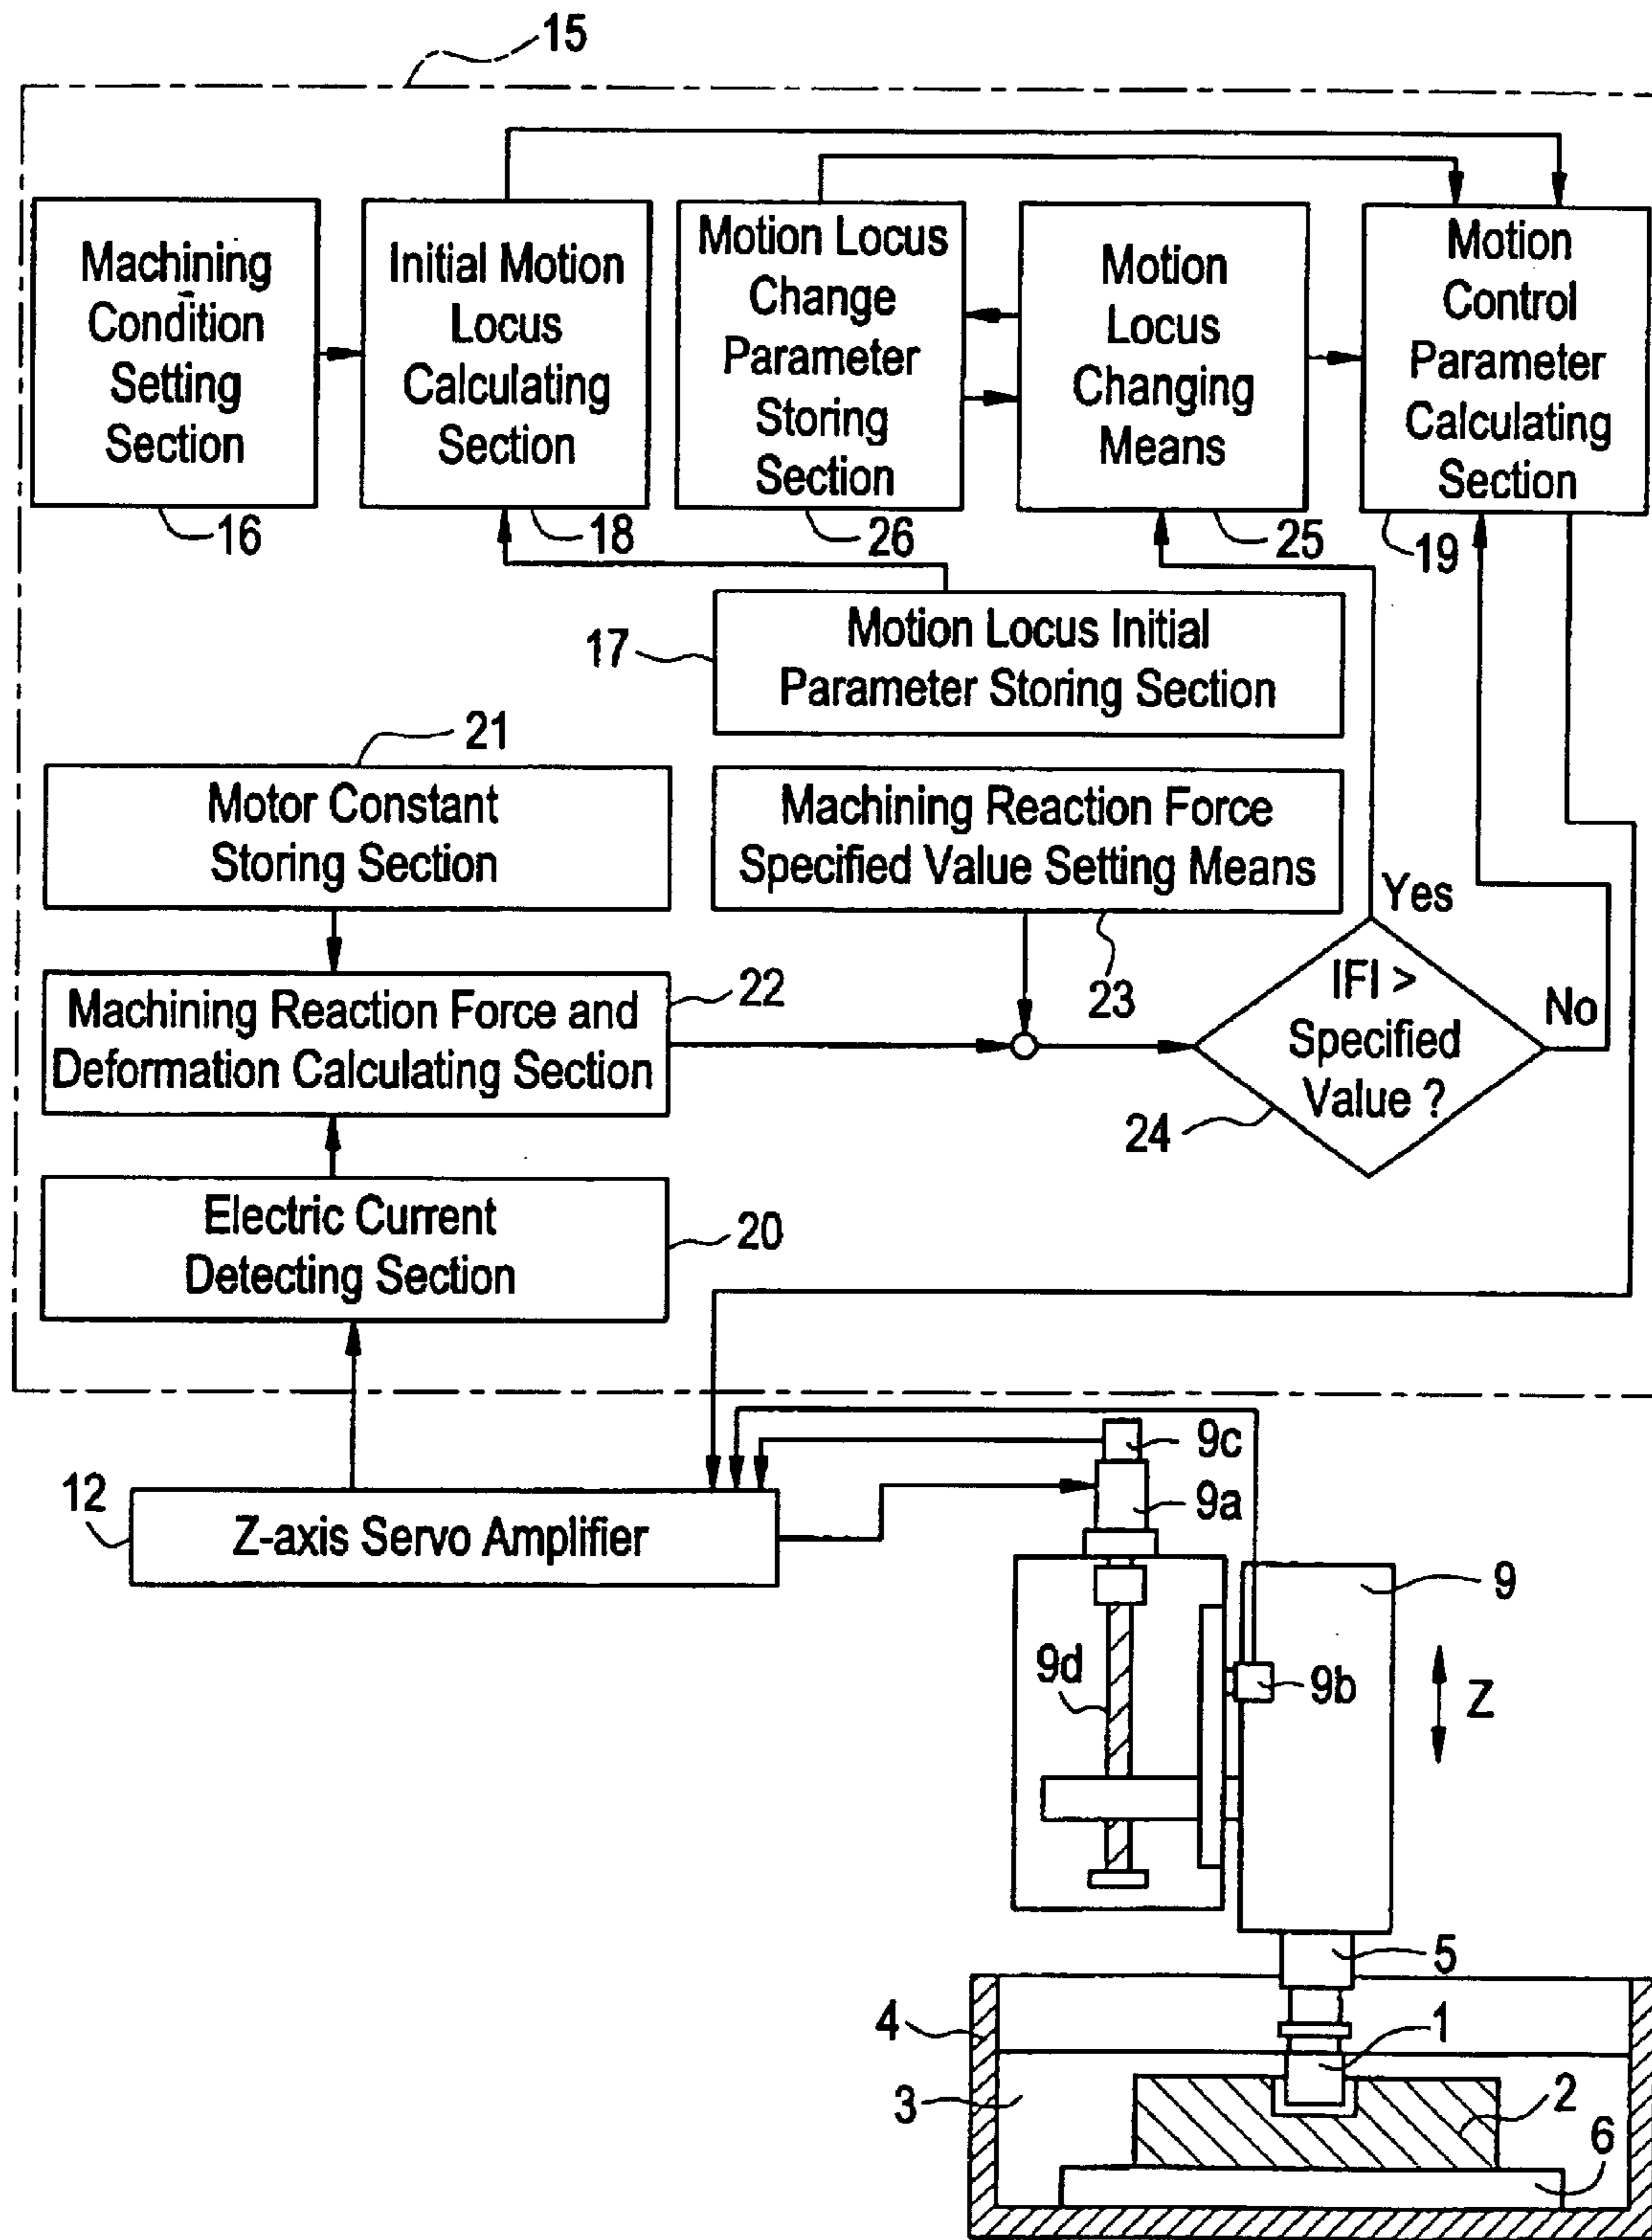 15
Machining
Condition
Setting
Section
16
Initial Motion
Locus
Calculating
Section
18
Motion Locus
Change
Parameter
Storing
Section
26
Motion
Locus
Changing
Means
25
Motion
Control
Parameter
Calculating
Section
19
17
Motion Locus Initial
Parameter Storing Section
21
Motor Constant
Storing Section
Machining Reaction Force
Specified Value Setting Means
23
Machining Reaction Force and
Deformation Calculating Section
22
IFI >
Specified
Value ?
24
Yes
No
Electric Current
Detecting Section
20
12
Z-axis Servo Amplifier
9c
9a
9
9d
9b
Z
5
4
1
3
2
6